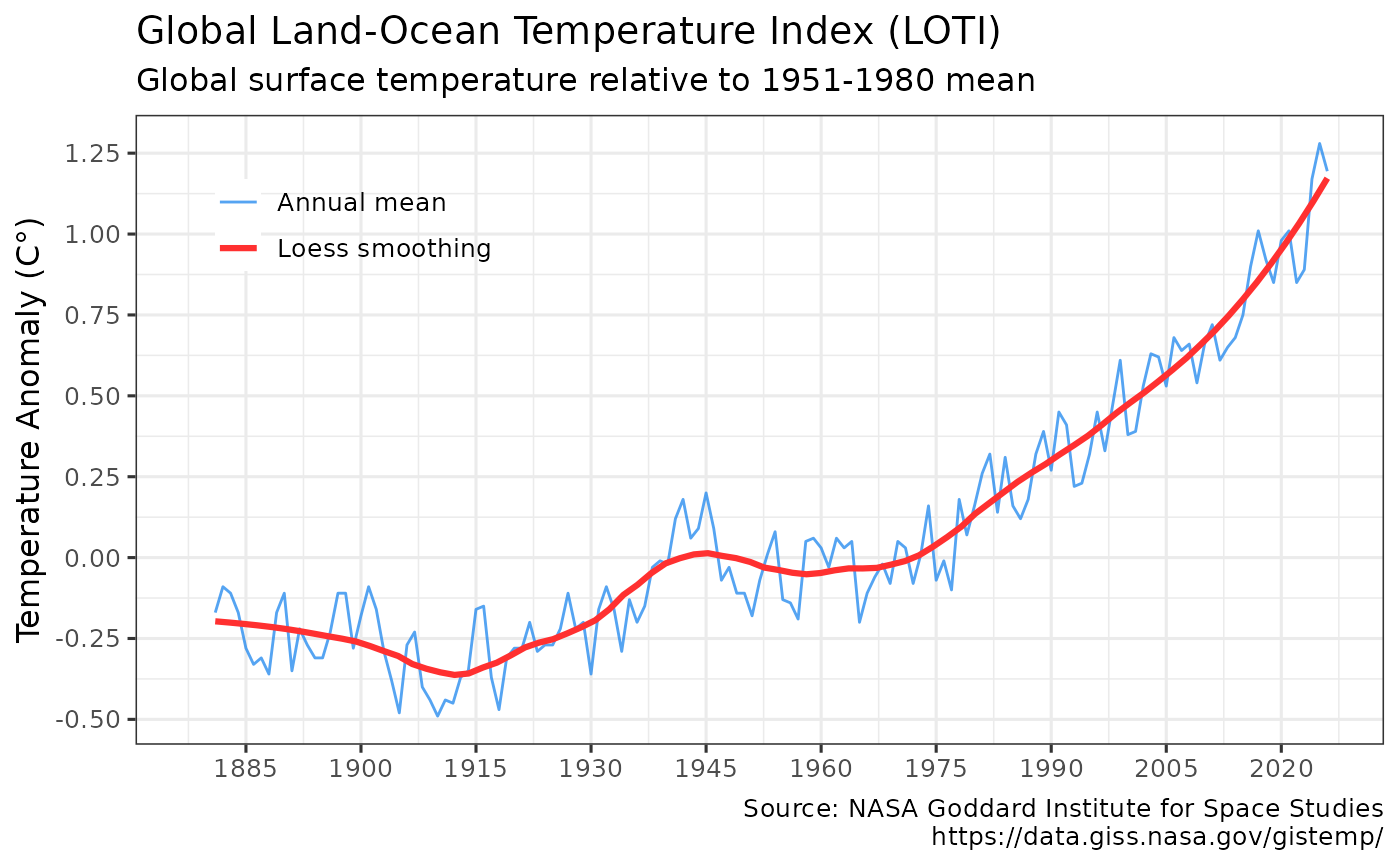 Global Land-Ocean Temperature Index (LOTI)
Global surface temperature relative to 1951-1980 mean
Temperature Anomaly (C°)
1.25
1.00
0.75
0.50
0.25
0.00
-0.25
-0.50
Annual mean
Loess smoothing
1885 1900 1915 1930 1945 1960 1975 1990 2005 2020
Source: NASA Goddard Institute for Space Studies
https://data.giss.nasa.gov/gistemp/